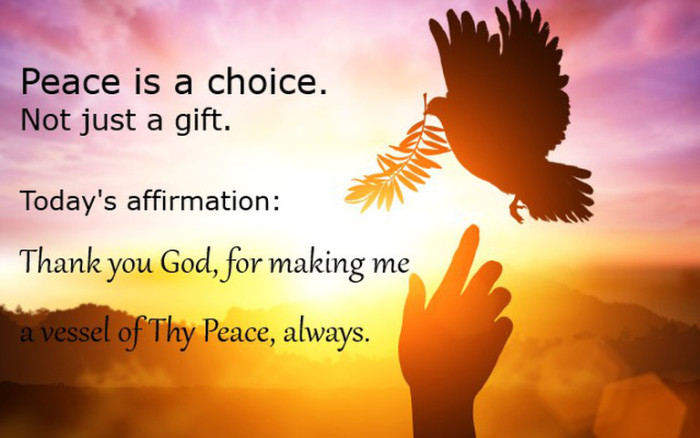 Peace is a choice.
Not just a gift.
Today's affirmation:
Thank you God, for making me
a vessel of Thy Peace, always.